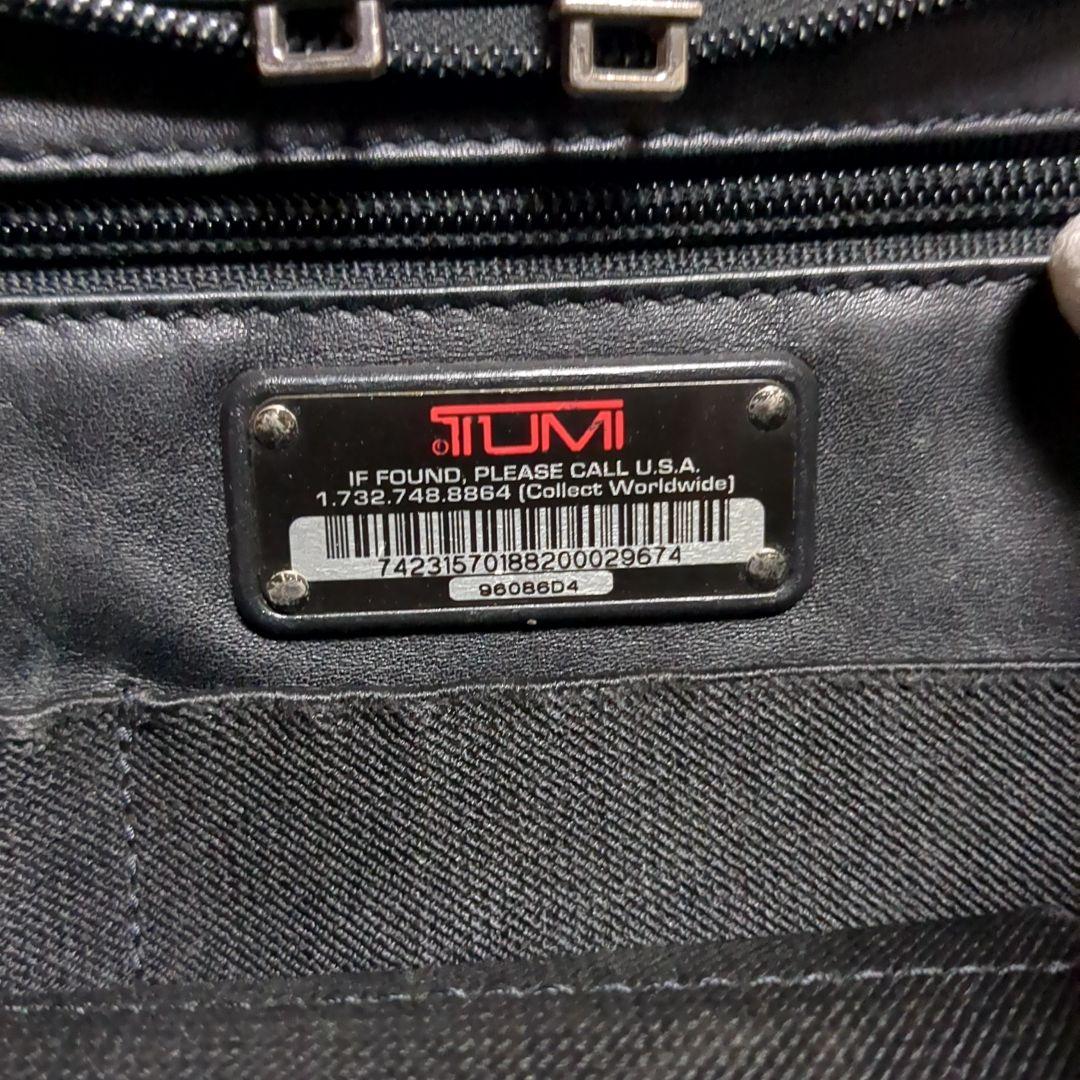 TUMI
IF FOUND, PLEASE CALL U.S.A.
1.732.748.8864 (Collect Worldwide)
74231570188200029674
96086D4